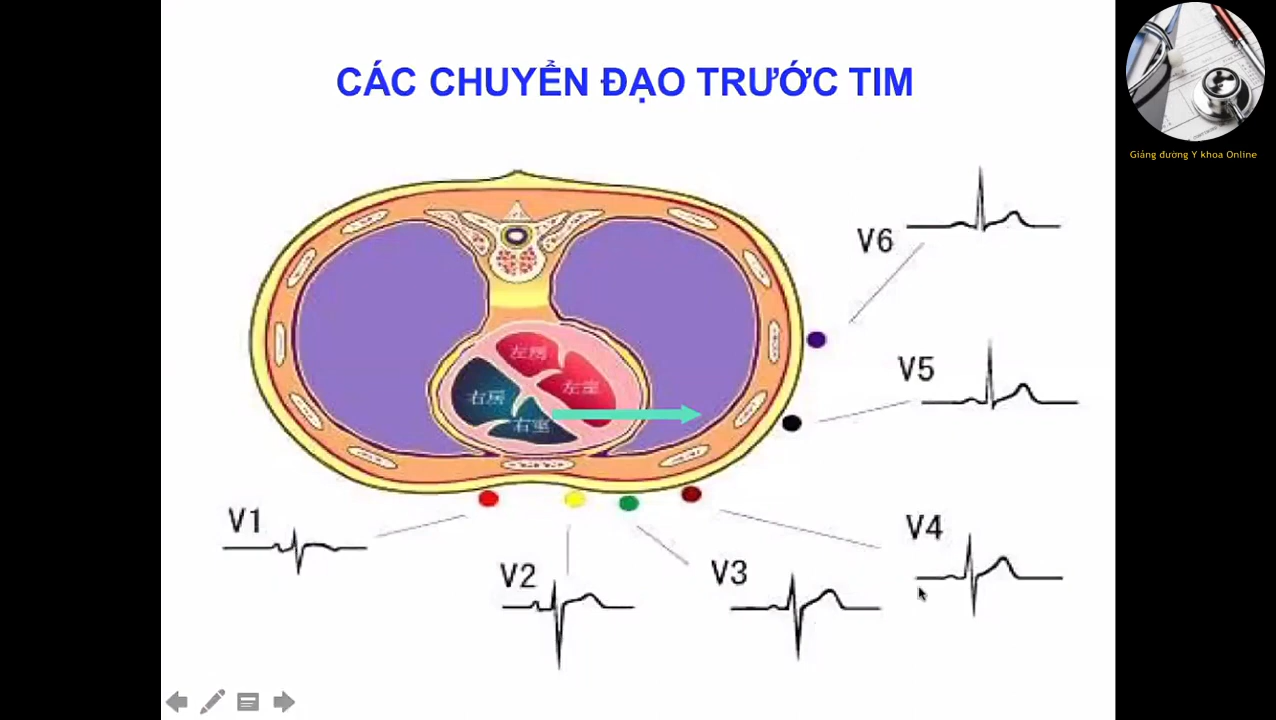 CÁC CHUYỂN ĐẠO TRƯỚC TIM
Giảng đường Y khoa Online
V6
V5
左房
左室
右房
右室
V1
V4
V2
V3